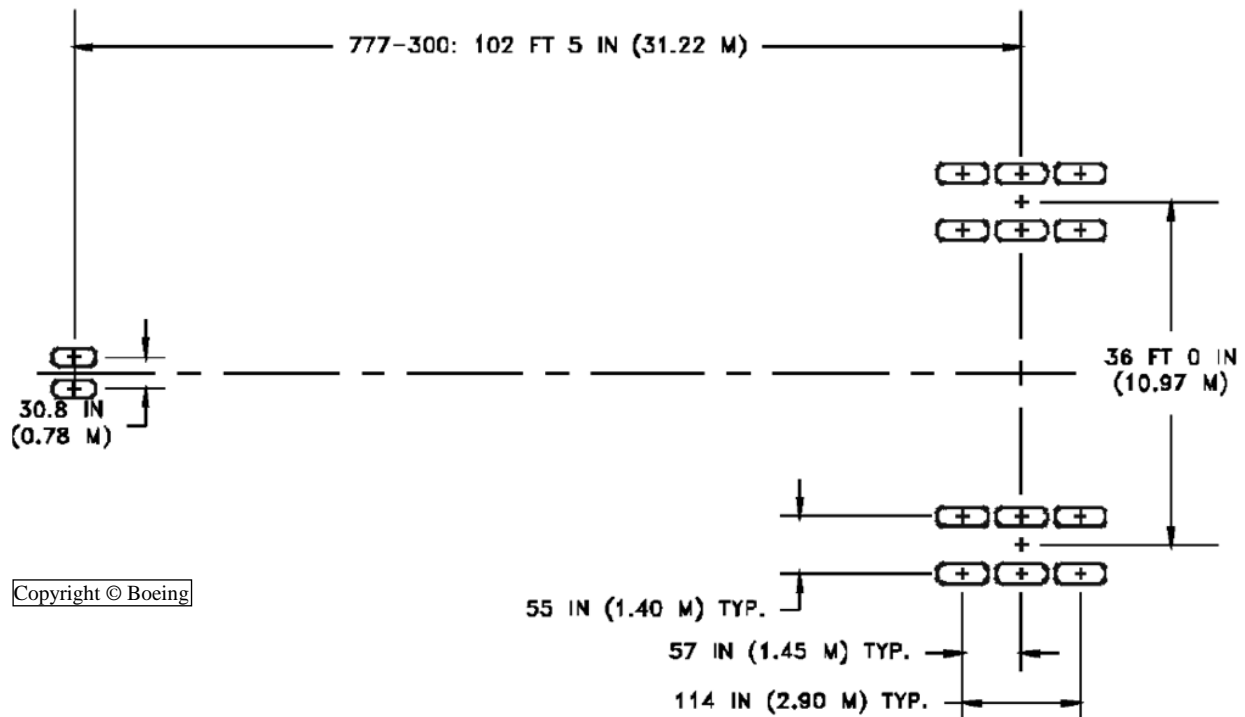 777-300: 102 FT 5 IN (31.22 M)
36 FT 0 IN
(10.97 M)
30.8 IN
(0.78 M)
Copyright © Boeing
55 IN (1.40 M) TYP.
57 IN (1.45 M) TYP.
114 IN (2.90 M) TYP.